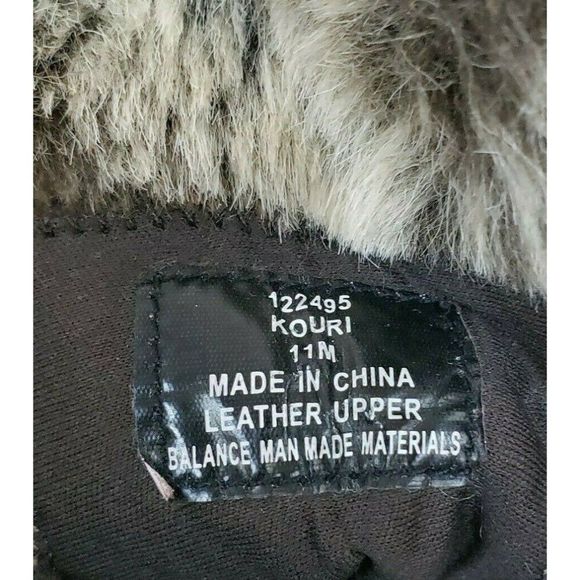 122495
KOURI
11M
MADE IN CHINA
LEATHER UPPER
BALANCE MAN MADE MATERIALS